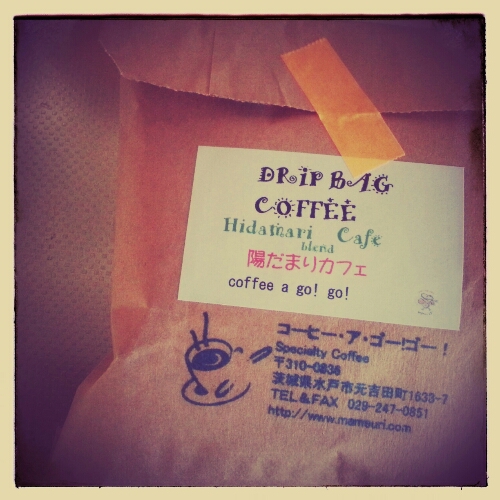 DRiP BAG
COFFEE
Hidamari Cafe
blend
陽だまりカフェ
coffee a go! go!
コーヒー・ア・ゴー!ゴー!
Specialty Coffee
〒310-0836
茨城県水戸市元吉田町1633-7
TEL&FAX 029-247-0851
http://www.mameuri.com